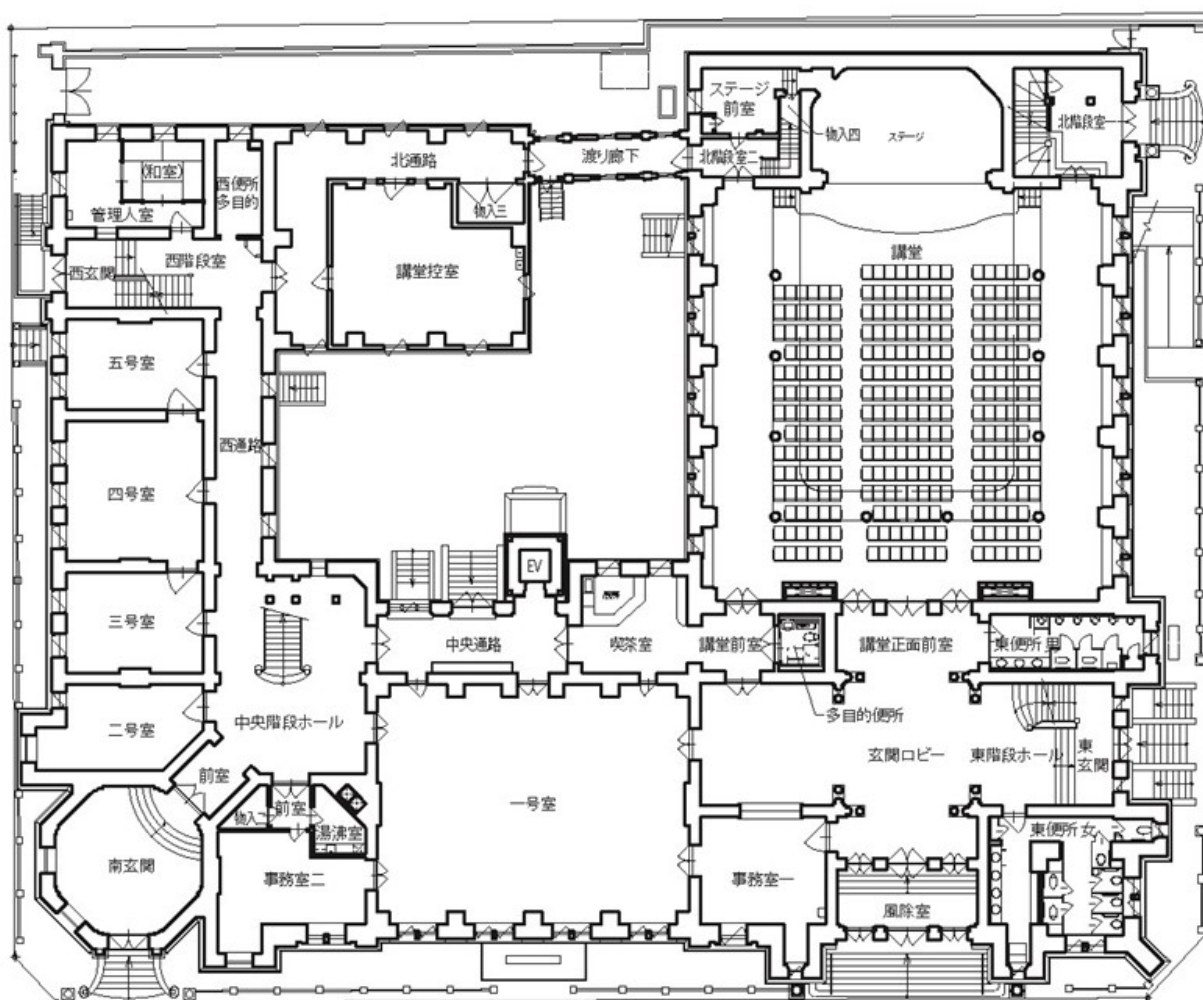 ステージ
前室
物入四
ステージ
北階段室一
北通路
渡り廊下
北階段室二
(和室)
西便所
多目的
管理人室
物入三
西玄関
西階段室
講堂控室
講堂
五号室
西通路
四号室
EV
三号室
中央通路
喫茶室
講堂前室
講堂正面前室
東便所 男
多目的便所
二号室
中央階段ホール
玄関ロビー
東階段ホール
東
玄関
前室
物入二
前室
湯沸室
一号室
南玄関
事務室二
事務室一
東便所 女
風除室